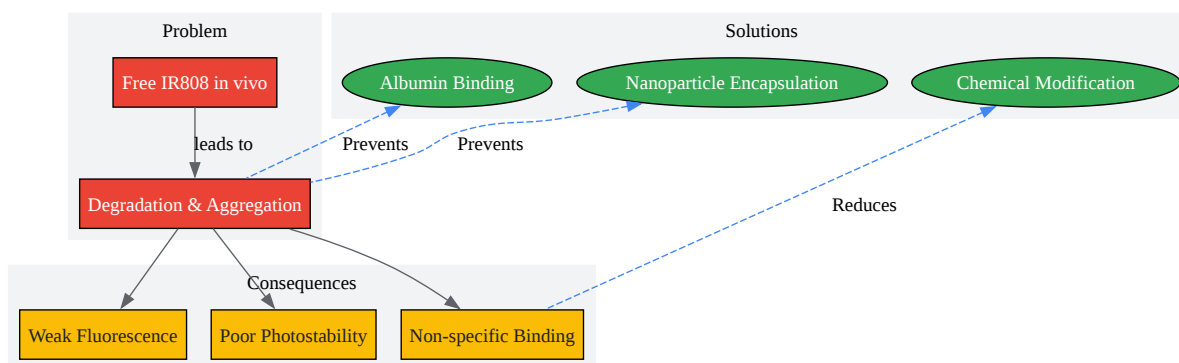 Problem
Solutions
Free IR808 in vivo
Albumin Binding
Nanoparticle Encapsulation
Chemical Modification
leads to
Prevents
Prevents
Degradation & Aggregation
Reduces
Consequences
Weak Fluorescence
Poor Photostability
Non-specific Binding